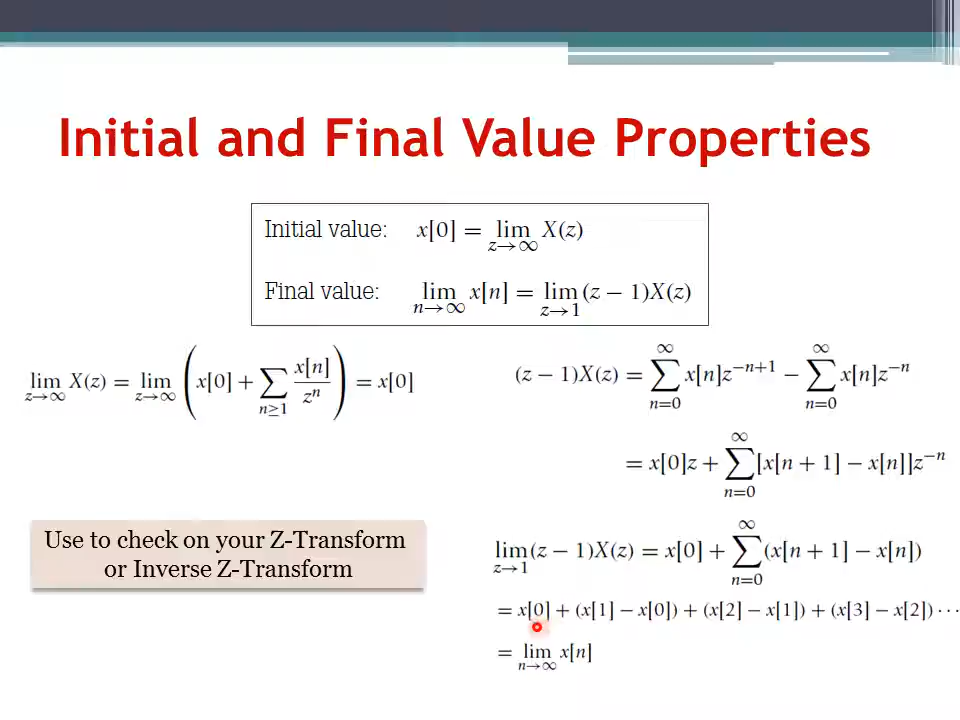 Initial and Final Value Properties
Initial value: x[0] = lim z→∞ X(z)
Final value: lim n→∞ x[n] = lim z→1 (z − 1)X(z)
lim z→∞ X(z) = lim z→∞ ( x[0] + ∑ n≥1 x[n]/zⁿ ) = x[0]
(z − 1)X(z) = ∑ n=0 ∞ x[n]z⁻ⁿ⁺¹ − ∑ n=0 ∞ x[n]z⁻ⁿ
= x[0]z + ∑ n=0 ∞ [x[n + 1] − x[n]]z⁻ⁿ
Use to check on your Z-Transform
or Inverse Z-Transform
lim z→1 (z − 1)X(z) = x[0] + ∑ n=0 ∞ (x[n + 1] − x[n])
= x[0] + (x[1] − x[0]) + (x[2] − x[1]) + (x[3] − x[2]) ⋯
= lim n→∞ x[n]